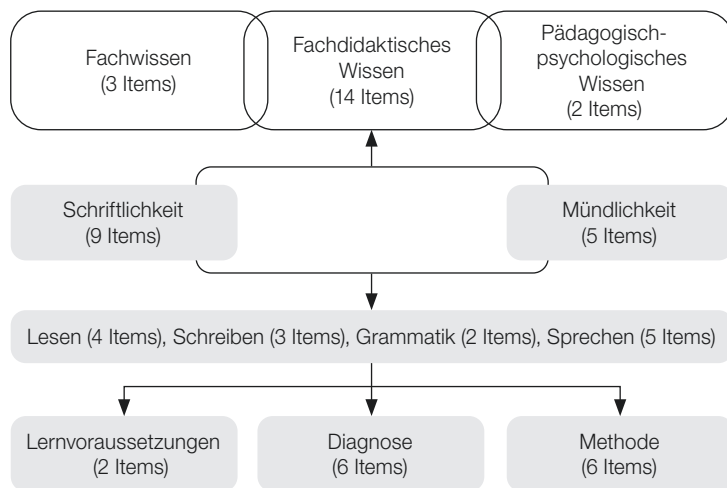 Fachwissen
(3 Items)
Fachdidaktisches
Wissen
(14 Items)
Pädagogisch-
psychologisches
Wissen
(2 Items)
Schriftlichkeit
(9 Items)
Mündlichkeit
(5 Items)
Lesen (4 Items), Schreiben (3 Items), Grammatik (2 Items), Sprechen (5 Items)
Lernvoraussetzungen
(2 Items)
Diagnose
(6 Items)
Methode
(6 Items)